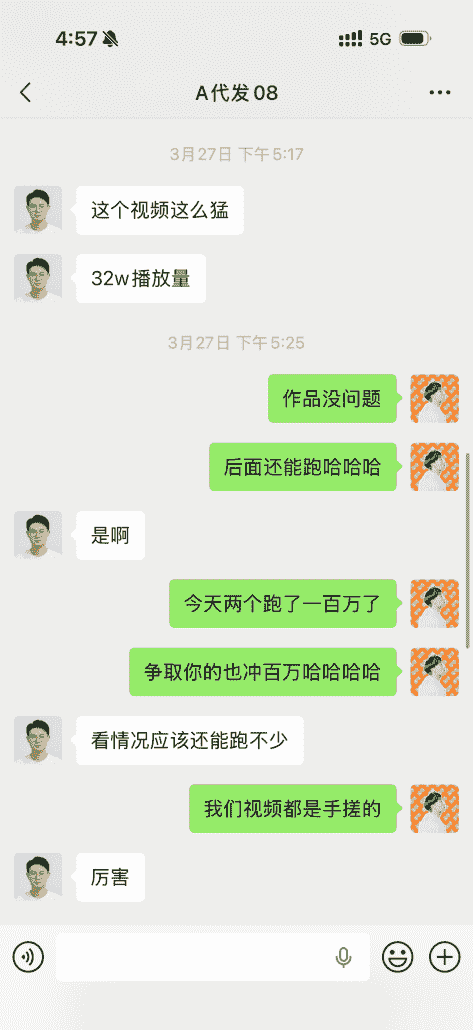 4:57
5G
A代发08
3月27日 下午5:17
这个视频这么猛
32w播放量
3月27日 下午5:25
作品没问题
后面还能跑哈哈哈
是啊
今天两个跑了一百万了
争取你的也冲百万哈哈哈哈
看情况应该还能跑不少
我们视频都是手搓的
厉害